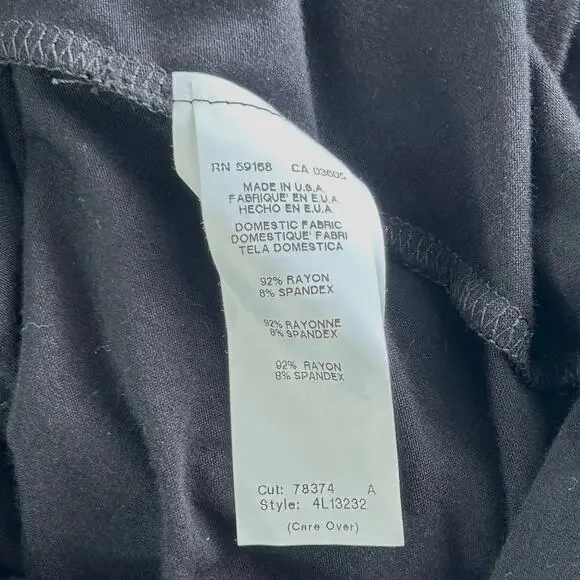 RN 59168 CA 03605
MADE IN U.S.A.
FABRIQUE' EN E.U.A.
HECHO EN E.U.A.
DOMESTIC FABRIC
DOMESTIQUE' FABRI
TELA DOMESTICA
92% RAYON
8% SPANDEX
92% RAYONNE
8% SPANDEX
92% RAYON
8% SPANDEX
Cut: 78374 A
Style: 4L13232
(Care Over)